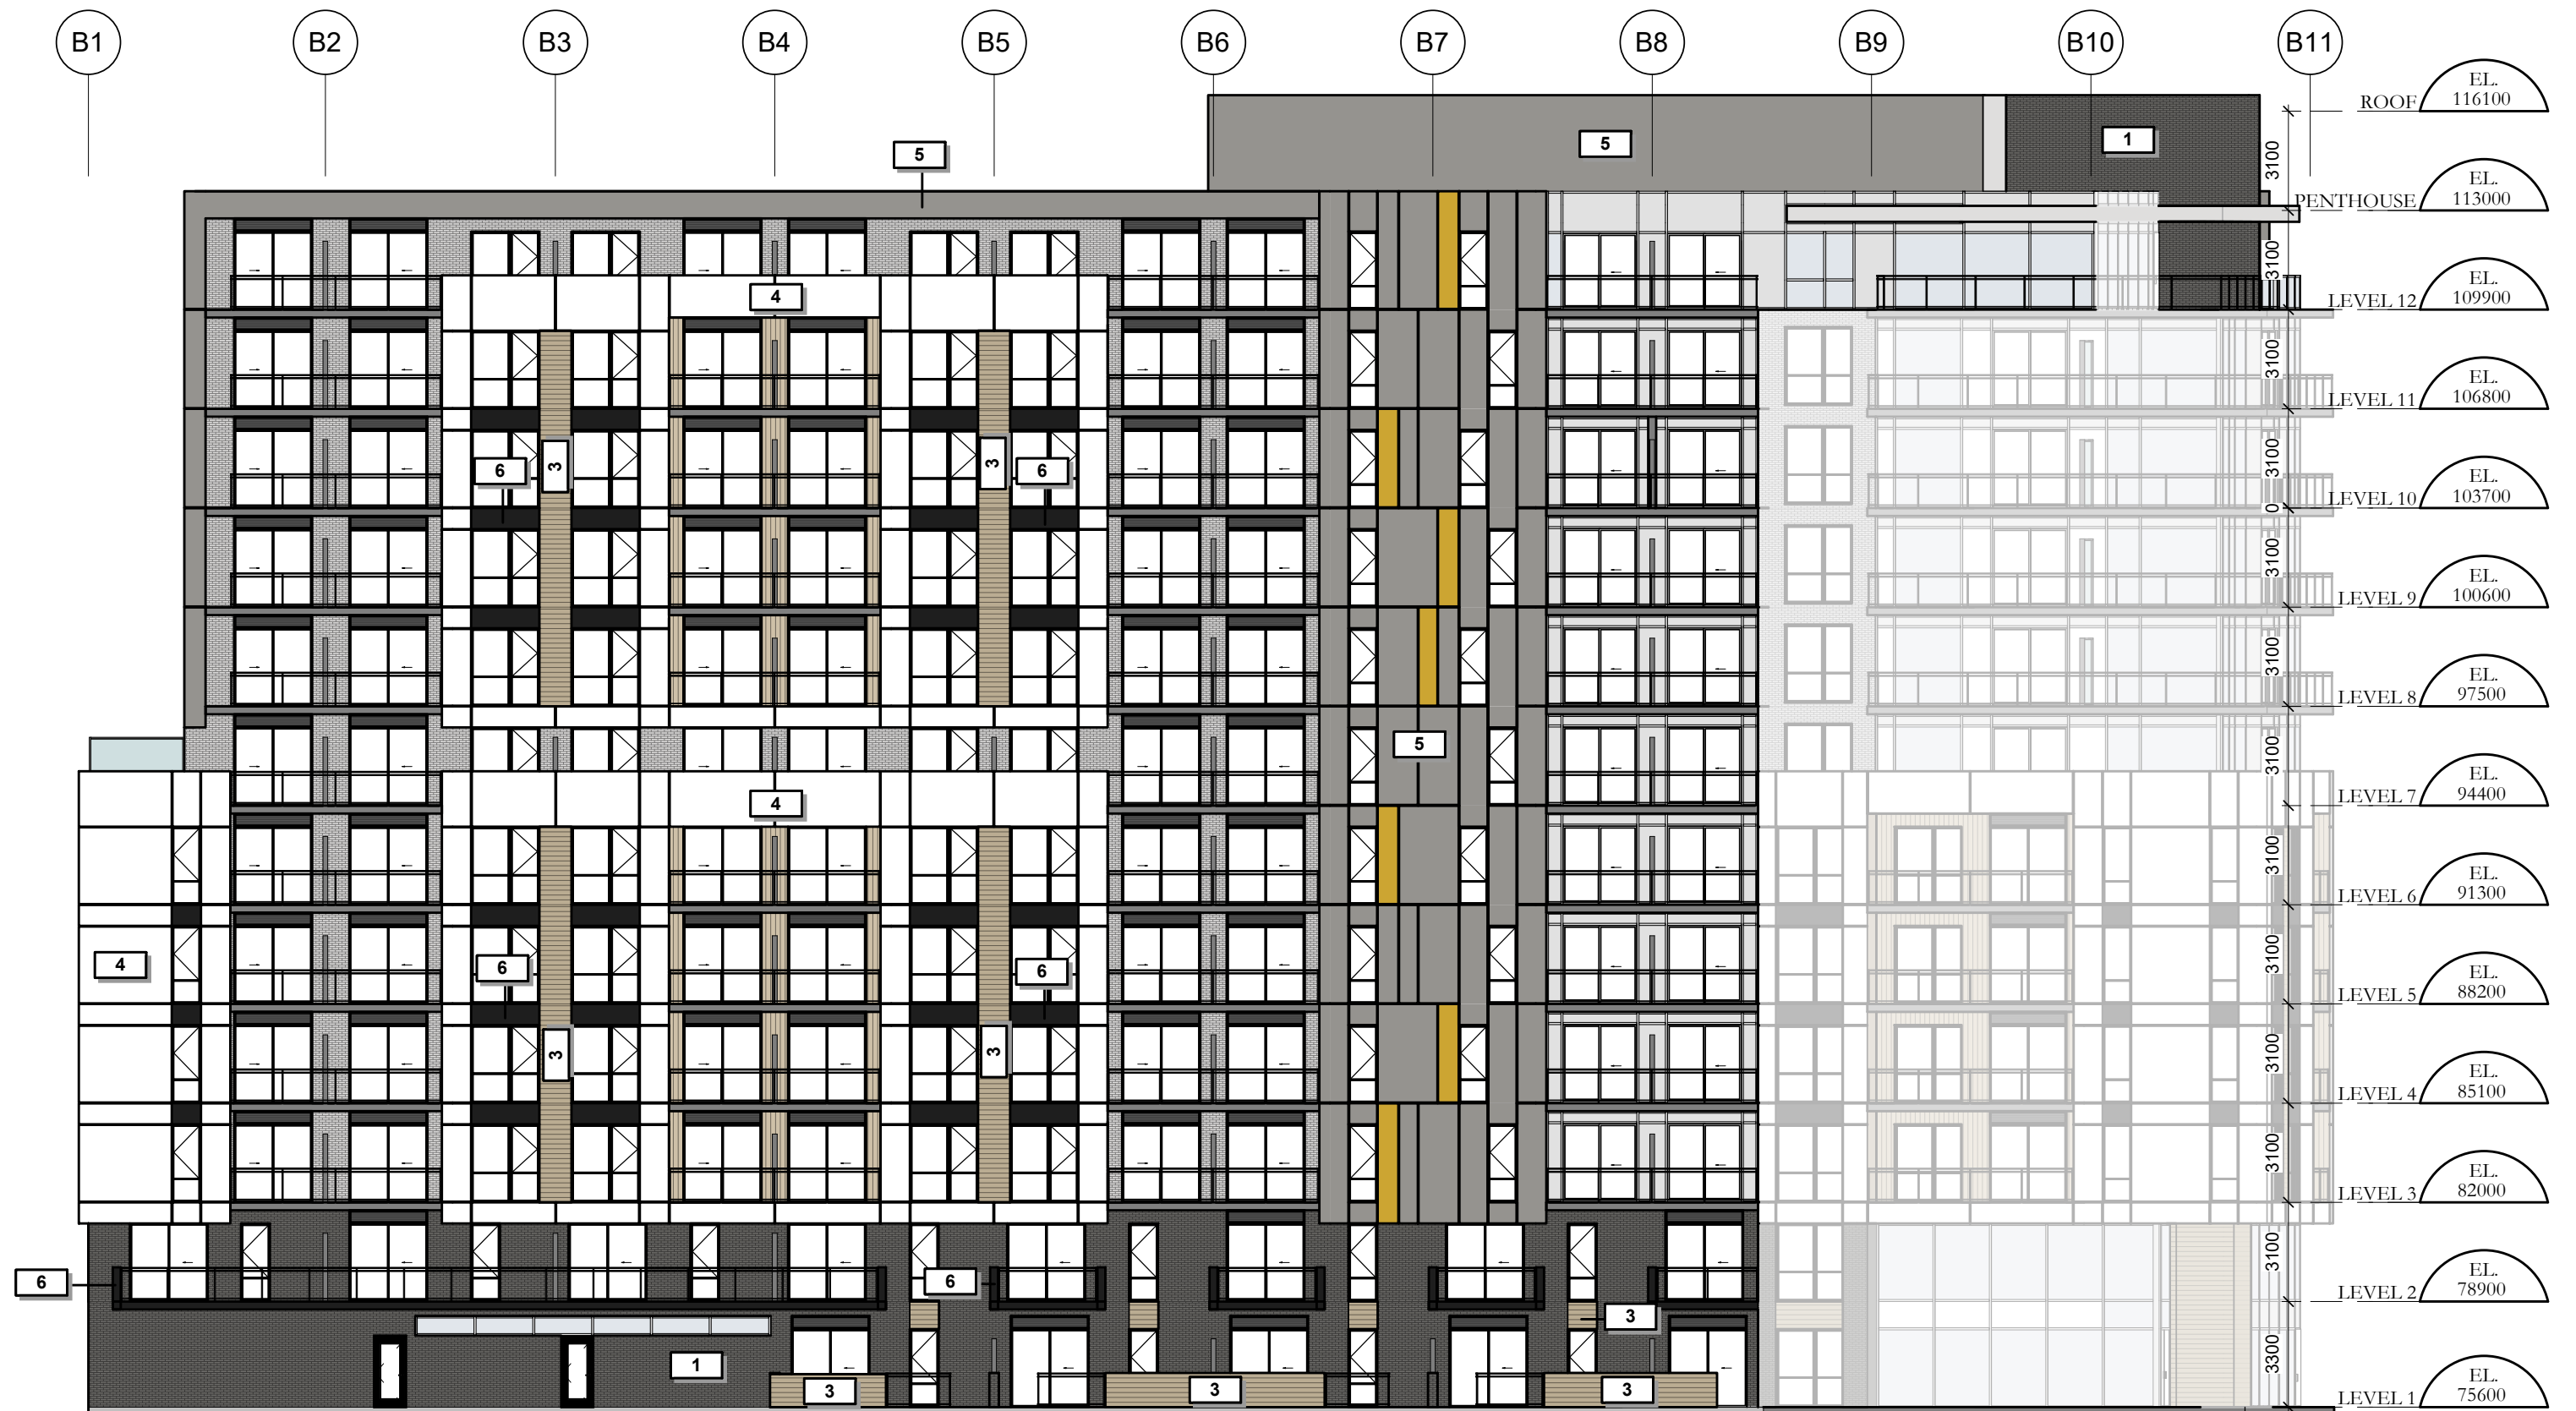 B1 B2 B3 B4 B5 B6 B7 B8 B9 B10 B11
EL.
ROOF 116100
5 1
5
3100
EL.
PENTHOUSE 113000
3100
EL.
LEVEL 12 109900
4
3100
EL.
LEVEL 11 106800
3 3
6 6
3100
EL.
LEVEL 10 103700
0
3100
EL.
LEVEL 9 100600
3100
EL.
LEVEL 8 97500
5
3100
EL.
LEVEL 7 94400
4
3100
EL.
LEVEL 6 91300
4 6 6
3100
EL.
LEVEL 5 88200
3 3
3100
EL.
LEVEL 4 85100
3100
EL.
LEVEL 3 82000
3100
6 6
EL.
LEVEL 2 78900
3
1
3300
3 3 3
EL.
LEVEL 1 75600